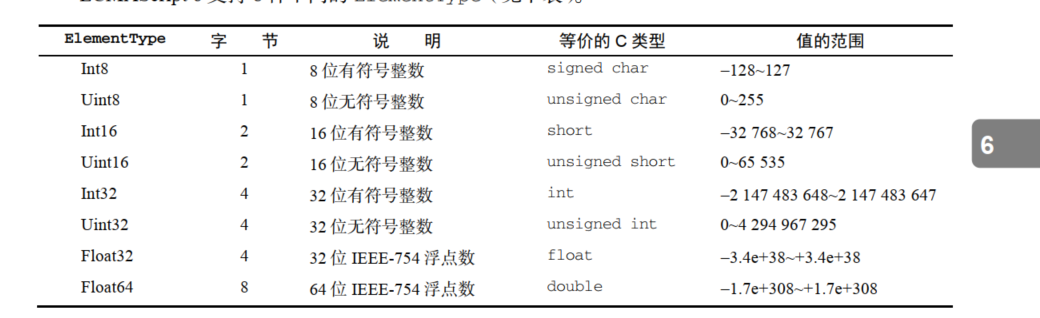 ElementType 字 节 说 明 等价的 C 类型 值的范围
Int8 1 8 位有符号整数 signed char –128~127
Uint8 1 8 位无符号整数 unsigned char 0~255
Int16 2 16 位有符号整数 short –32 768~32 767
Uint16 2 16 位无符号整数 unsigned short 0~65 535
6
Int32 4 32 位有符号整数 int –2 147 483 648~2 147 483 647
Uint32 4 32 位无符号整数 unsigned int 0~4 294 967 295
Float32 4 32 位 IEEE-754 浮点数 float –3.4e+38~+3.4e+38
Float64 8 64 位 IEEE-754 浮点数 double –1.7e+308~+1.7e+308